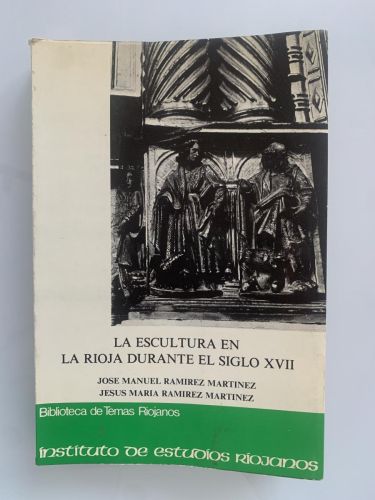 LA ESCULTURA EN
LA RIOJA DURANTE EL SIGLO XVII
JOSE MANUEL RAMIREZ MARTINEZ
JESUS MARIA RAMIREZ MARTINEZ
Biblioteca de Temas Riojanos
instituto de estudios riojanos